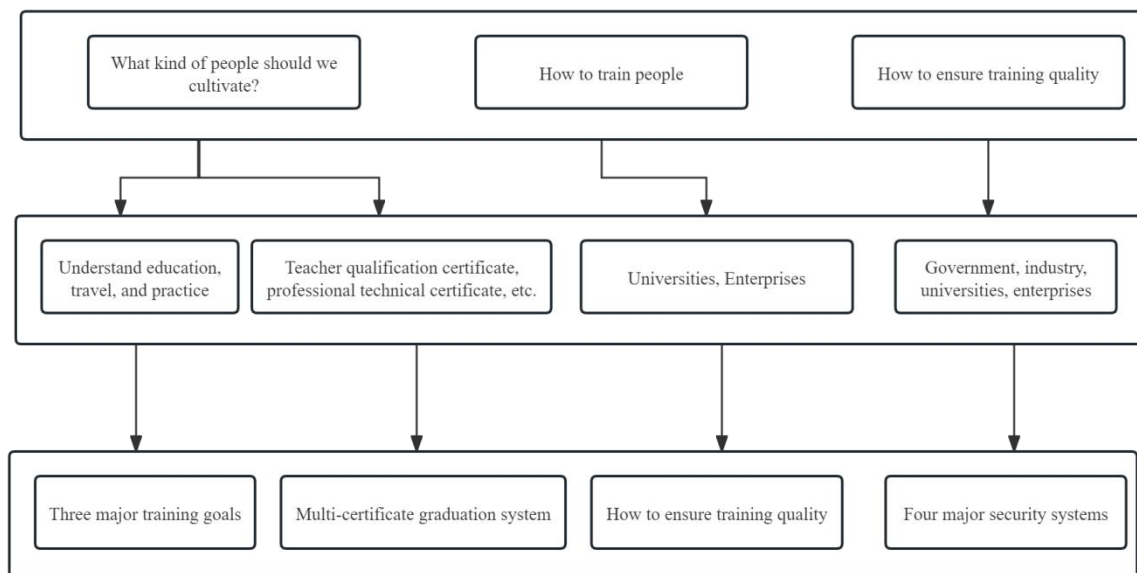 What kind of people should we
cultivate?
How to train people
How to ensure training quality
Understand education,
travel, and practice
Teacher qualification certificate,
professional technical certificate, etc.
Universities, Enterprises
Government, industry,
universities, enterprises
Three major training goals
Multi-certificate graduation system
How to ensure training quality
Four major security systems